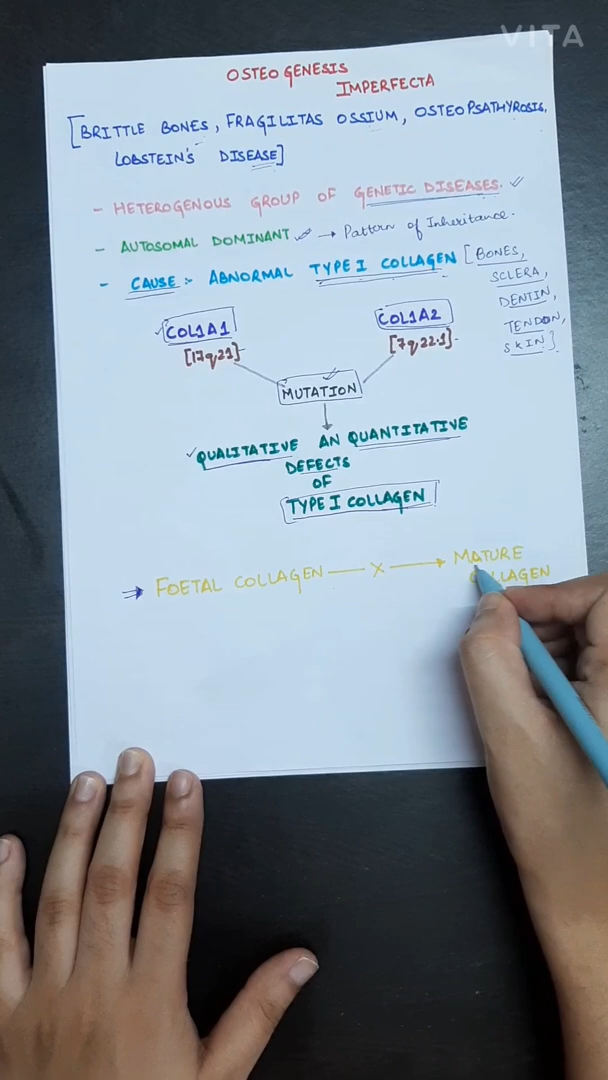 VITA
OSTEOGENESIS
IMPERFECTA
[BRITTLE BONES, FRAGILITAS OSSIUM, OSTEOPSATHYROSIS,
LOBSTEIN'S DISEASE]
- HETEROGENOUS GROUP OF GENETIC DISEASES. ✓
- AUTOSOMAL DOMINANT ✓ → Pattern of Inheritance.
- CAUSE :- ABNORMAL TYPE I COLLAGEN [BONES,
SCLERA,
DENTIN,
TENDON,
SKIN]
✓COL1A1 COL1A2
[17q21] [7q22.1]
MUTATION
✓QUALITATIVE AN QUANTITATIVE
DEFECTS
OF
TYPE I COLLAGEN
⇒ FOETAL COLLAGEN —— X ——→ MATURE
COLLAGEN